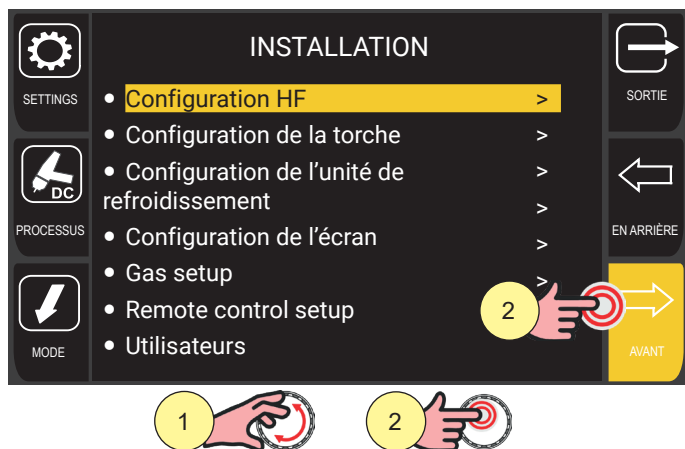 INSTALLATION
SETTINGS
SORTIE
• Configuration HF >
• Configuration de la torche >
• Configuration de l'unité de >
refroidissement >
DC
PROCESSUS
EN ARRIÈRE
• Configuration de l'écran >
• Gas setup >
• Remote control setup
2
• Utilisateurs
MODE
AVANT
1
2